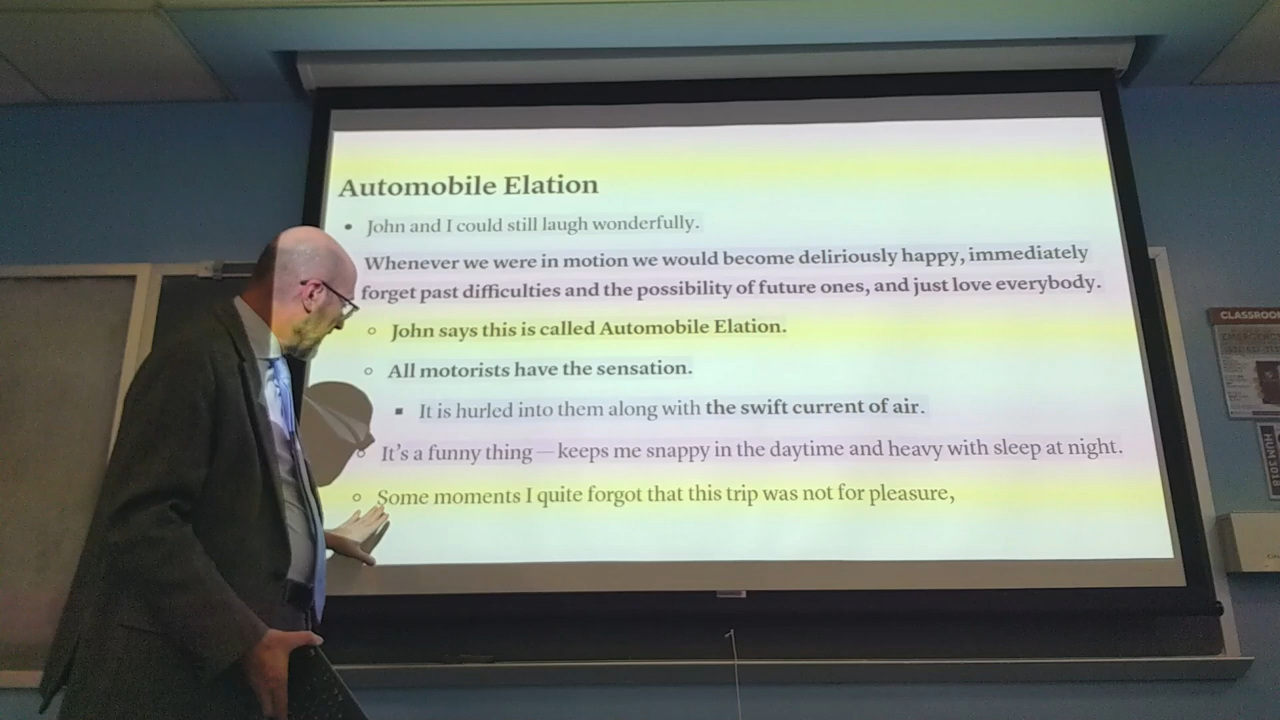 Automobile Elation
• John and I could still laugh wonderfully.
Whenever we were in motion we would become deliriously happy, immediately
forget past difficulties and the possibility of future ones, and just love everybody.
○ John says this is called Automobile Elation.
○ All motorists have the sensation.
▪ It is hurled into them along with the swift current of air.
○ It's a funny thing — keeps me snappy in the daytime and heavy with sleep at night.
○ Some moments I quite forgot that this trip was not for pleasure,
CLASSROOM
HUM 301B